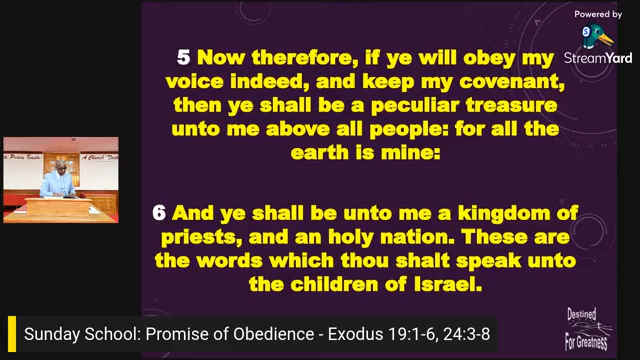 Powered by
StreamYard
5 Now therefore, if ye will obey my
voice indeed, and keep my covenant,
then ye shall be a peculiar treasure
unto me above all people: for all the
earth is mine:
6 And ye shall be unto me a kingdom of
priests, and an holy nation. These are
the words which thou shalt speak unto
the children of Israel.
Destined
For Greatness
Sunday School: Promise of Obedience - Exodus 19:1-6, 24:3-8